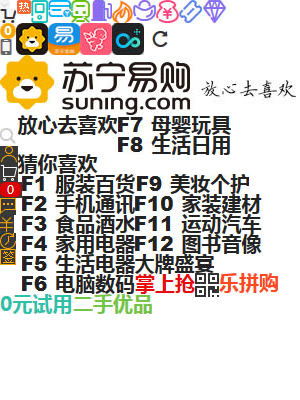 热
0
易
苏宁易购
suning.com
放心去喜欢
放心去喜欢F7 母婴玩具
F8 生活日用
猜你喜欢
F1 服装百货F9 美妆个护
0
F2 手机通讯F10 家装建材
F3 食品酒水F11 运动汽车
F4 家用电器F12 图书音像
签
F5 生活电器大牌盛宴
F6 电脑数码掌上抢 乐拼购
0元试用二手优品